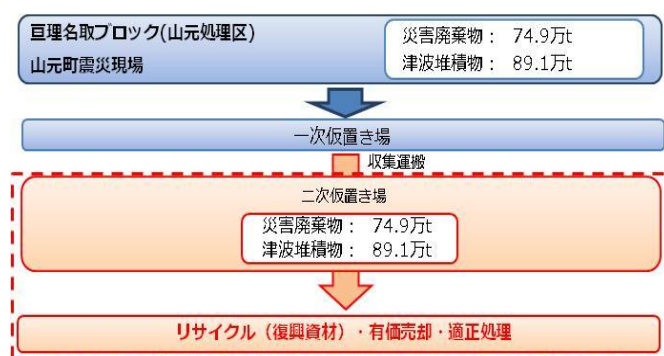 亘理名取ブロック(山元処理区)
山元町震災現場
災害廃棄物： 74.9万t
津波堆積物： 89.1万t
一次仮置き場
収集運搬
二次仮置き場
災害廃棄物： 74.9万t
津波堆積物： 89.1万t
リサイクル（復興資材）・有価売却・適正処理